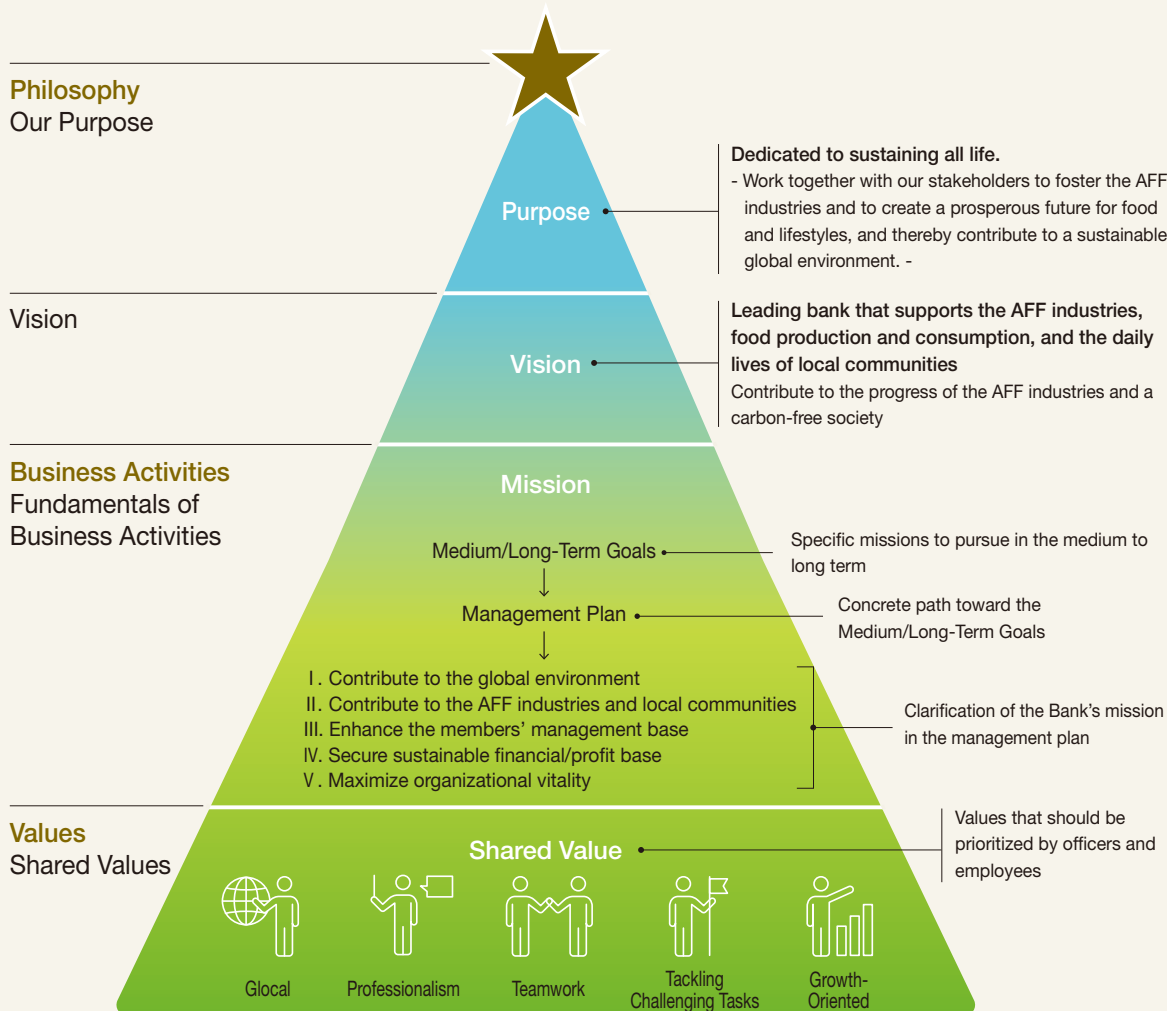 Philosophy
Our Purpose
Purpose
Dedicated to sustaining all life.
- Work together with our stakeholders to foster the AFF
industries and to create a prosperous future for food
and lifestyles, and thereby contribute to a sustainable
global environment. -
Vision
Vision
Leading bank that supports the AFF industries,
food production and consumption, and the daily
lives of local communities
Contribute to the progress of the AFF industries and a
carbon-free society
Business Activities
Fundamentals of
Business Activities
Mission
Medium/Long-Term Goals
Specific missions to pursue in the medium to
long term
Management Plan
Concrete path toward the
Medium/Long-Term Goals
I. Contribute to the global environment
II. Contribute to the AFF industries and local communities
III. Enhance the members' management base
IV. Secure sustainable financial/profit base
V. Maximize organizational vitality
Clarification of the Bank's mission
in the management plan
Values
Shared Values
Shared Value
Values that should be
prioritized by officers and
employees
Glocal
Professionalism
Teamwork
Tackling
Challenging Tasks
Growth-
Oriented